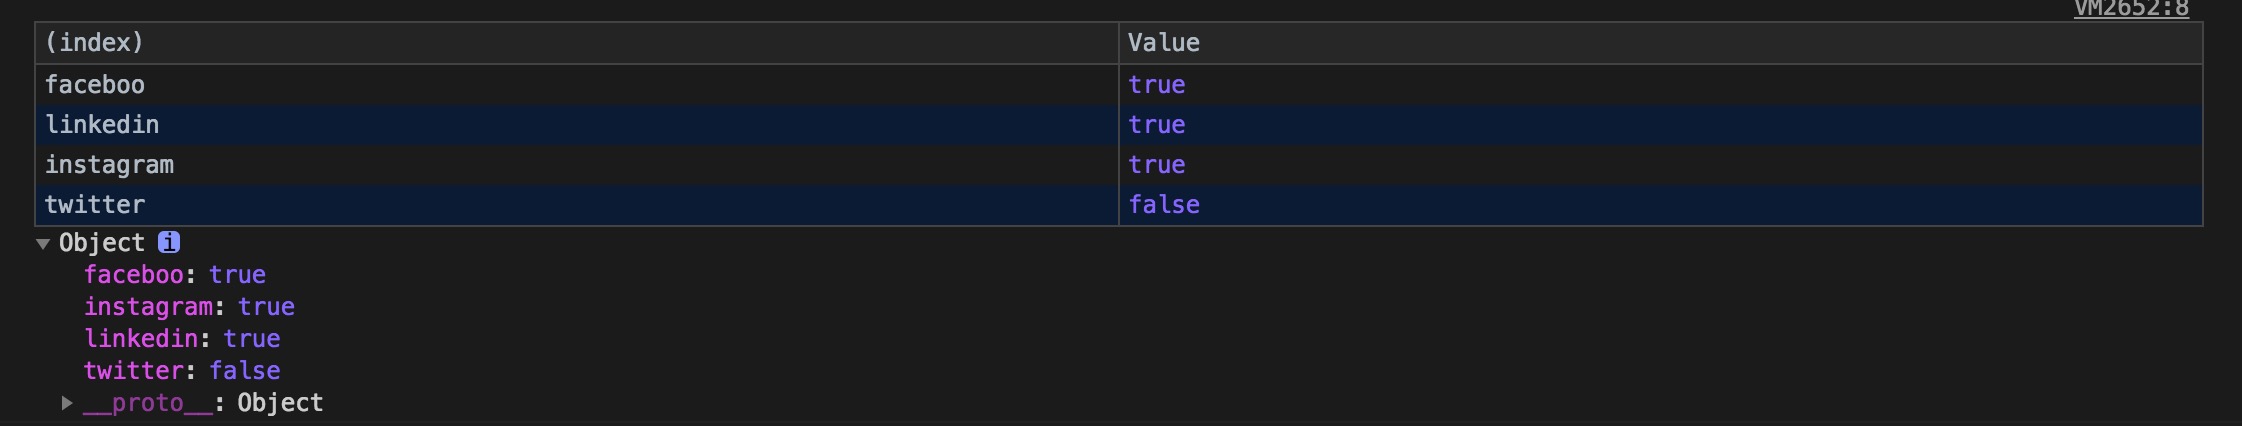 VM2652:8
(index) Value
faceboo true
linkedin true
instagram true
twitter false
Object i
faceboo: true
instagram: true
linkedin: true
twitter: false
__proto__: Object